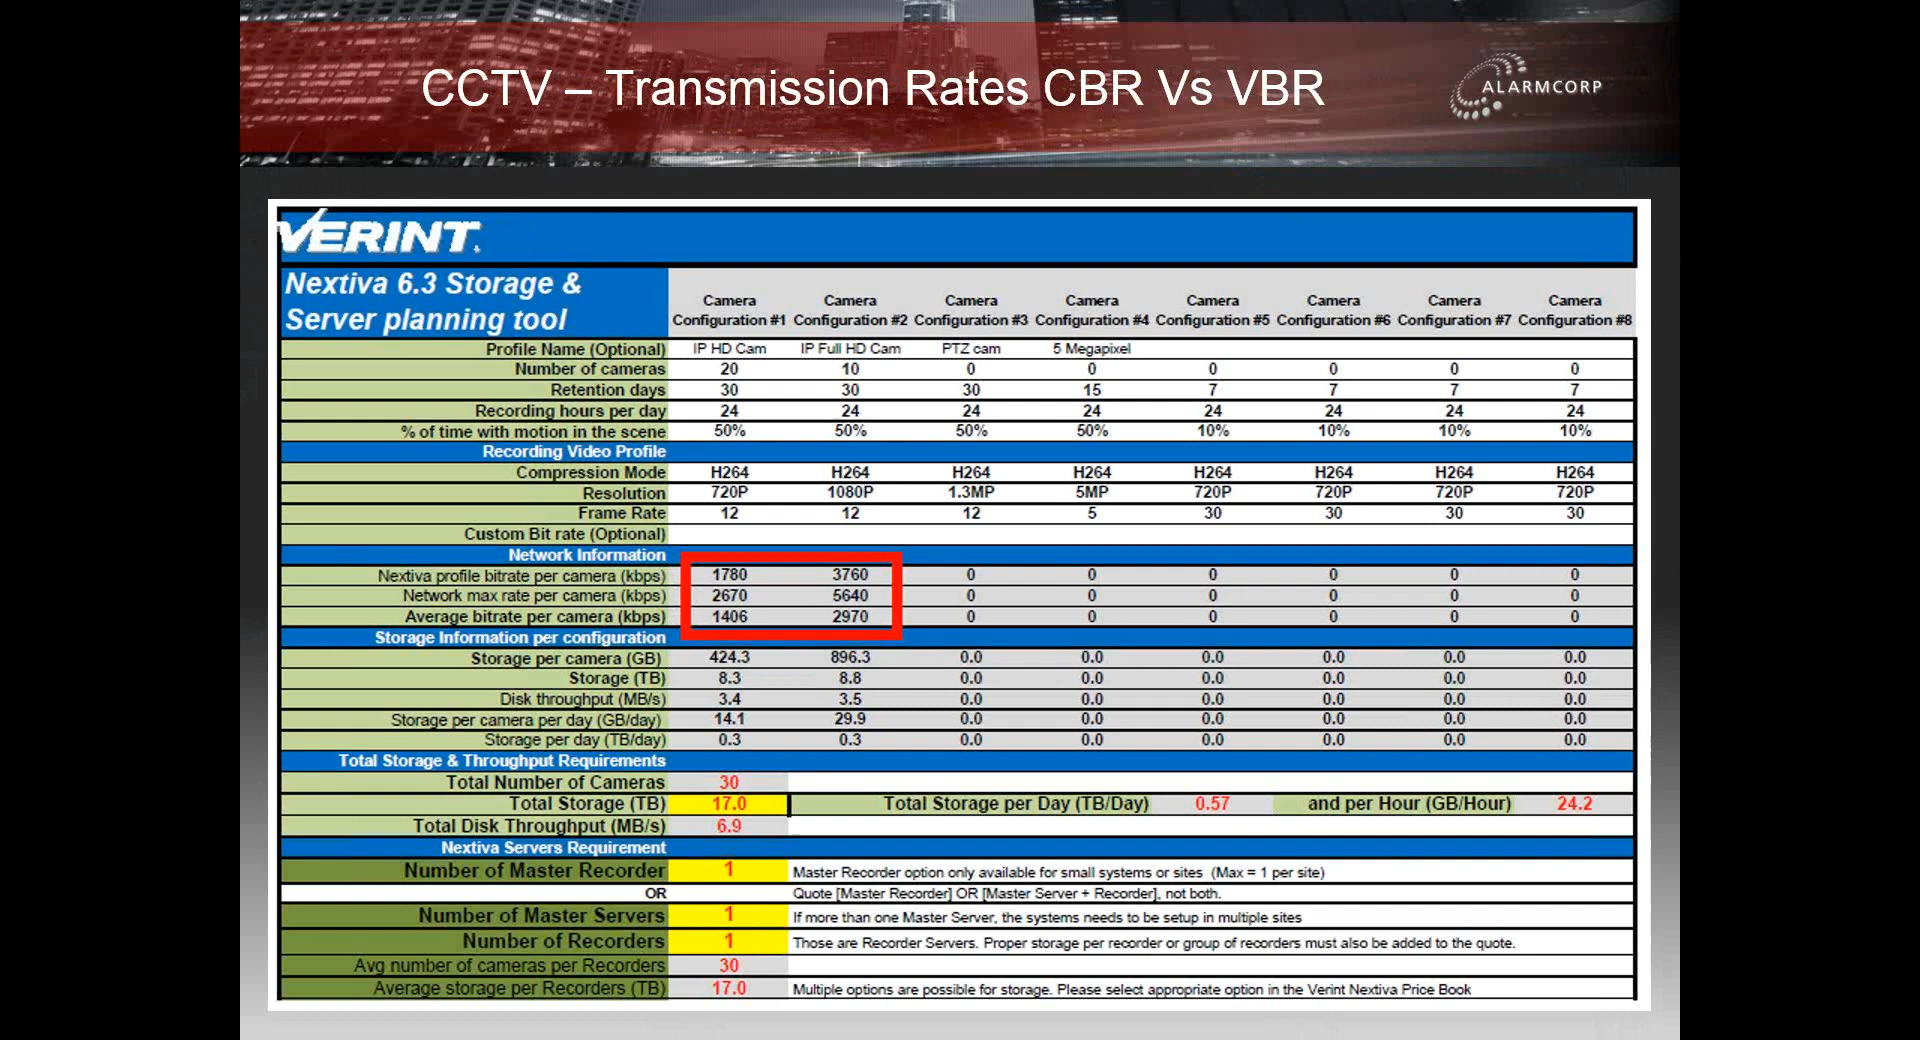 CCTV – Transmission Rates CBR Vs VBR
ALARMCORP
VERINT.
Nextiva 6.3 Storage &
Server planning tool
Camera Camera Camera Camera Camera Camera Camera Camera
Configuration #1 Configuration #2 Configuration #3 Configuration #4 Configuration #5 Configuration #6 Configuration #7 Configuration #8
Profile Name (Optional) IP HD Cam IP Full HD Cam PTZ cam 5 Megapixel
Number of cameras 20 10 0 0 0 0 0 0
Retention days 30 30 30 15 7 7 7 7
Recording hours per day 24 24 24 24 24 24 24 24
% of time with motion in the scene 50% 50% 50% 50% 10% 10% 10% 10%
Recording Video Profile
Compression Mode H264 H264 H264 H264 H264 H264 H264 H264
Resolution 720P 1080P 1.3MP 5MP 720P 720P 720P 720P
Frame Rate 12 12 12 5 30 30 30 30
Custom Bit rate (Optional)
Network Information
Nextiva profile bitrate per camera (kbps) 1780 3760 0 0 0 0 0 0
Network max rate per camera (kbps) 2670 5640 0 0 0 0 0 0
Average bitrate per camera (kbps) 1406 2970 0 0 0 0 0 0
Storage Information per configuration
Storage per camera (GB) 424.3 896.3 0.0 0.0 0.0 0.0 0.0 0.0
Storage (TB) 8.3 8.8 0.0 0.0 0.0 0.0 0.0 0.0
Disk throughput (MB/s) 3.4 3.5 0.0 0.0 0.0 0.0 0.0 0.0
Storage per camera per day (GB/day) 14.1 29.9 0.0 0.0 0.0 0.0 0.0 0.0
Storage per day (TB/day) 0.3 0.3 0.0 0.0 0.0 0.0 0.0 0.0
Total Storage & Throughput Requirements
Total Number of Cameras 30
Total Storage (TB) 17.0 Total Storage per Day (TB/Day) 0.57 and per Hour (GB/Hour) 24.2
Total Disk Throughput (MB/s) 6.9
Nextiva Servers Requirement
Number of Master Recorder 1 Master Recorder option only available for small systems or sites (Max = 1 per site)
OR Quote [Master Recorder] OR [Master Server + Recorder], not both.
Number of Master Servers 1 If more than one Master Server, the systems needs to be setup in multiple sites
Number of Recorders 1 Those are Recorder Servers. Proper storage per recorder or group of recorders must also be added to the quote.
Avg number of cameras per Recorders 30
Average storage per Recorders (TB) 17.0 Multiple options are possible for storage. Please select appropriate option in the Verint Nextiva Price Book